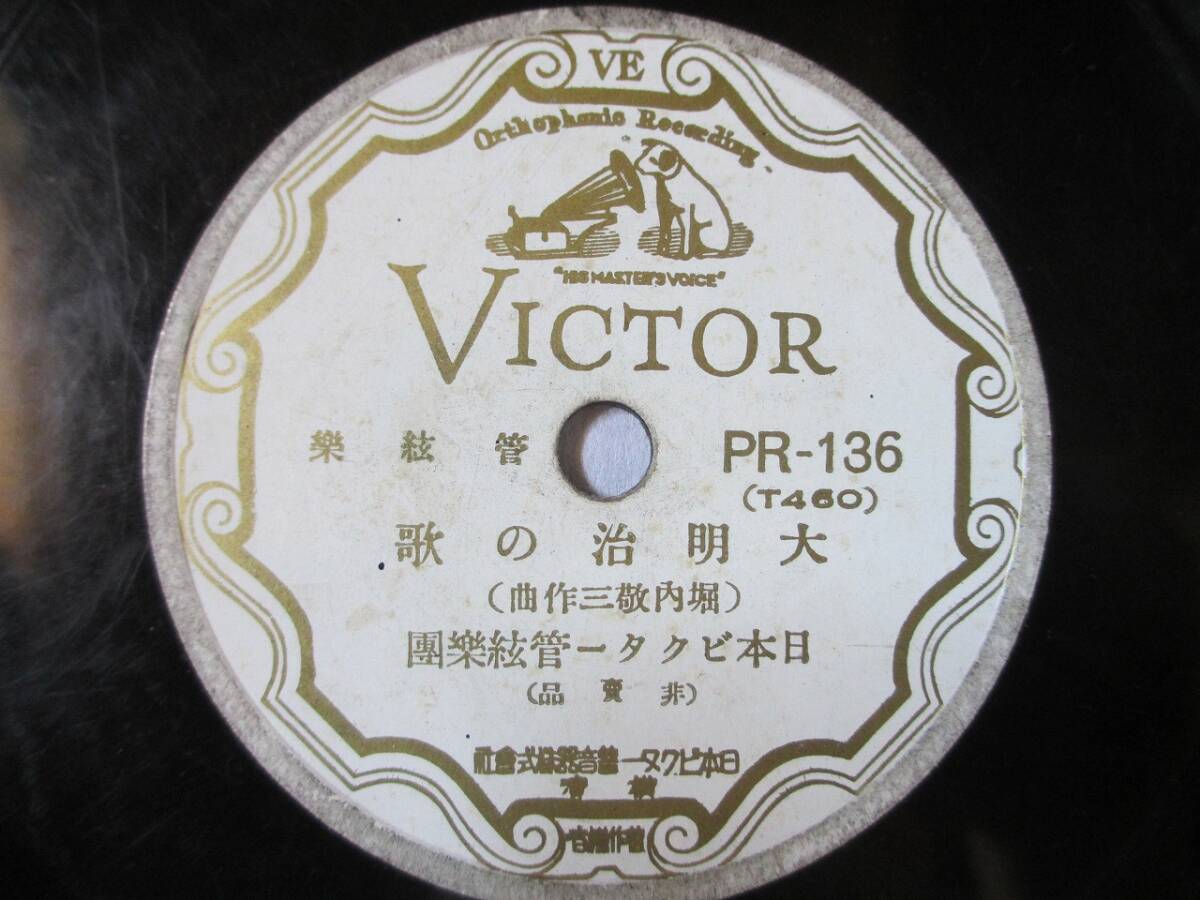 VE
Orthophonic Recording
"HIS MASTER'S VOICE"
VICTOR
管絃樂
PR-136
(T460)
大明治の歌
(堀內敬三作曲)
日本ビクター管絃樂團
(非賣品)
日本ビクター蓄音器株式會社
橫濱